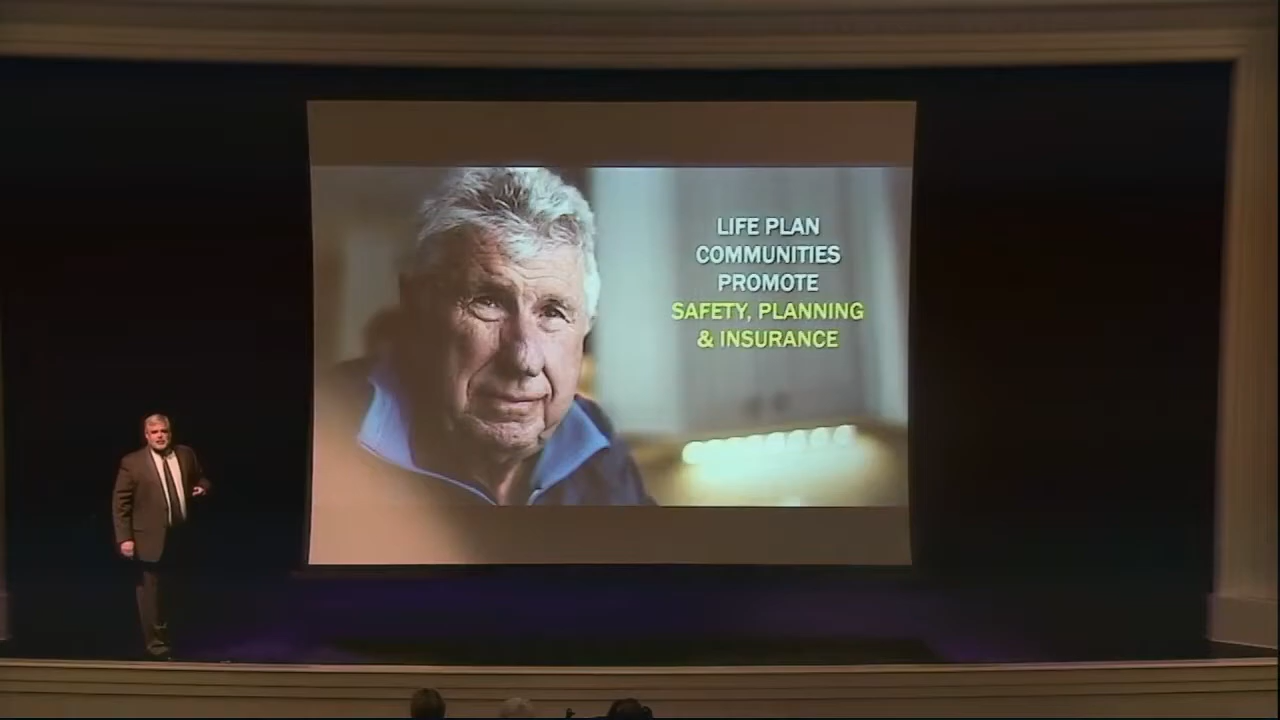 LIFE PLAN
COMMUNITIES
PROMOTE
SAFETY, PLANNING
& INSURANCE